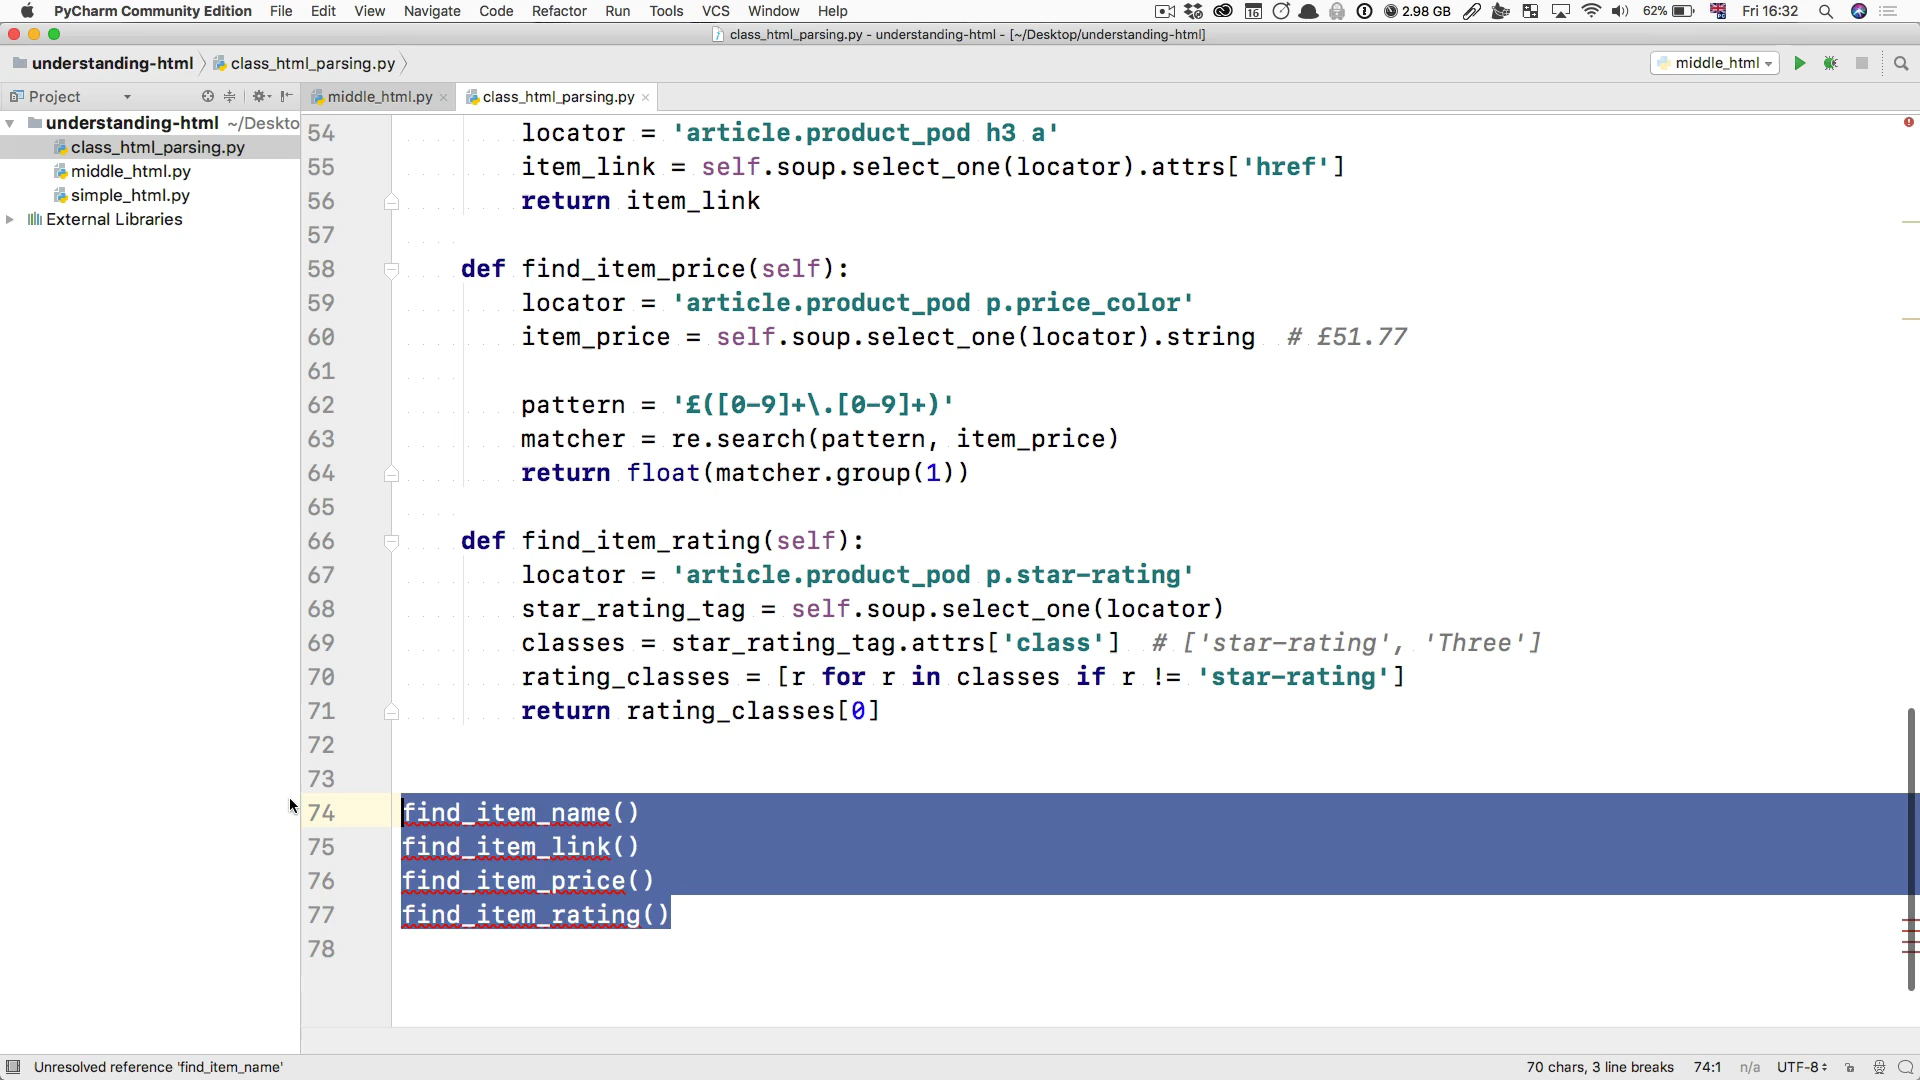 PyCharm Community Edition File Edit View Navigate Code Refactor Run Tools VCS Window Help 16 2.98 GB 62% Fri 16:32
class_html_parsing.py - understanding-html - [~/Desktop/understanding-html]
understanding-html class_html_parsing.py middle_html
Project middle_html.py class_html_parsing.py
understanding-html ~/Deskto
class_html_parsing.py
middle_html.py
simple_html.py
External Libraries
54 locator = 'article.product_pod h3 a'
55 item_link = self.soup.select_one(locator).attrs['href']
56 return item_link
57
58 def find_item_price(self):
59 locator = 'article.product_pod p.price_color'
60 item_price = self.soup.select_one(locator).string # £51.77
61
62 pattern = '£([0-9]+\.[0-9]+)'
63 matcher = re.search(pattern, item_price)
64 return float(matcher.group(1))
65
66 def find_item_rating(self):
67 locator = 'article.product_pod p.star-rating'
68 star_rating_tag = self.soup.select_one(locator)
69 classes = star_rating_tag.attrs['class'] # ['star-rating', 'Three']
70 rating_classes = [r for r in classes if r != 'star-rating']
71 return rating_classes[0]
72
73
74 find_item_name()
75 find_item_link()
76 find_item_price()
77 find_item_rating()
78
Unresolved reference 'find_item_name' 70 chars, 3 line breaks 74:1 n/a UTF-8